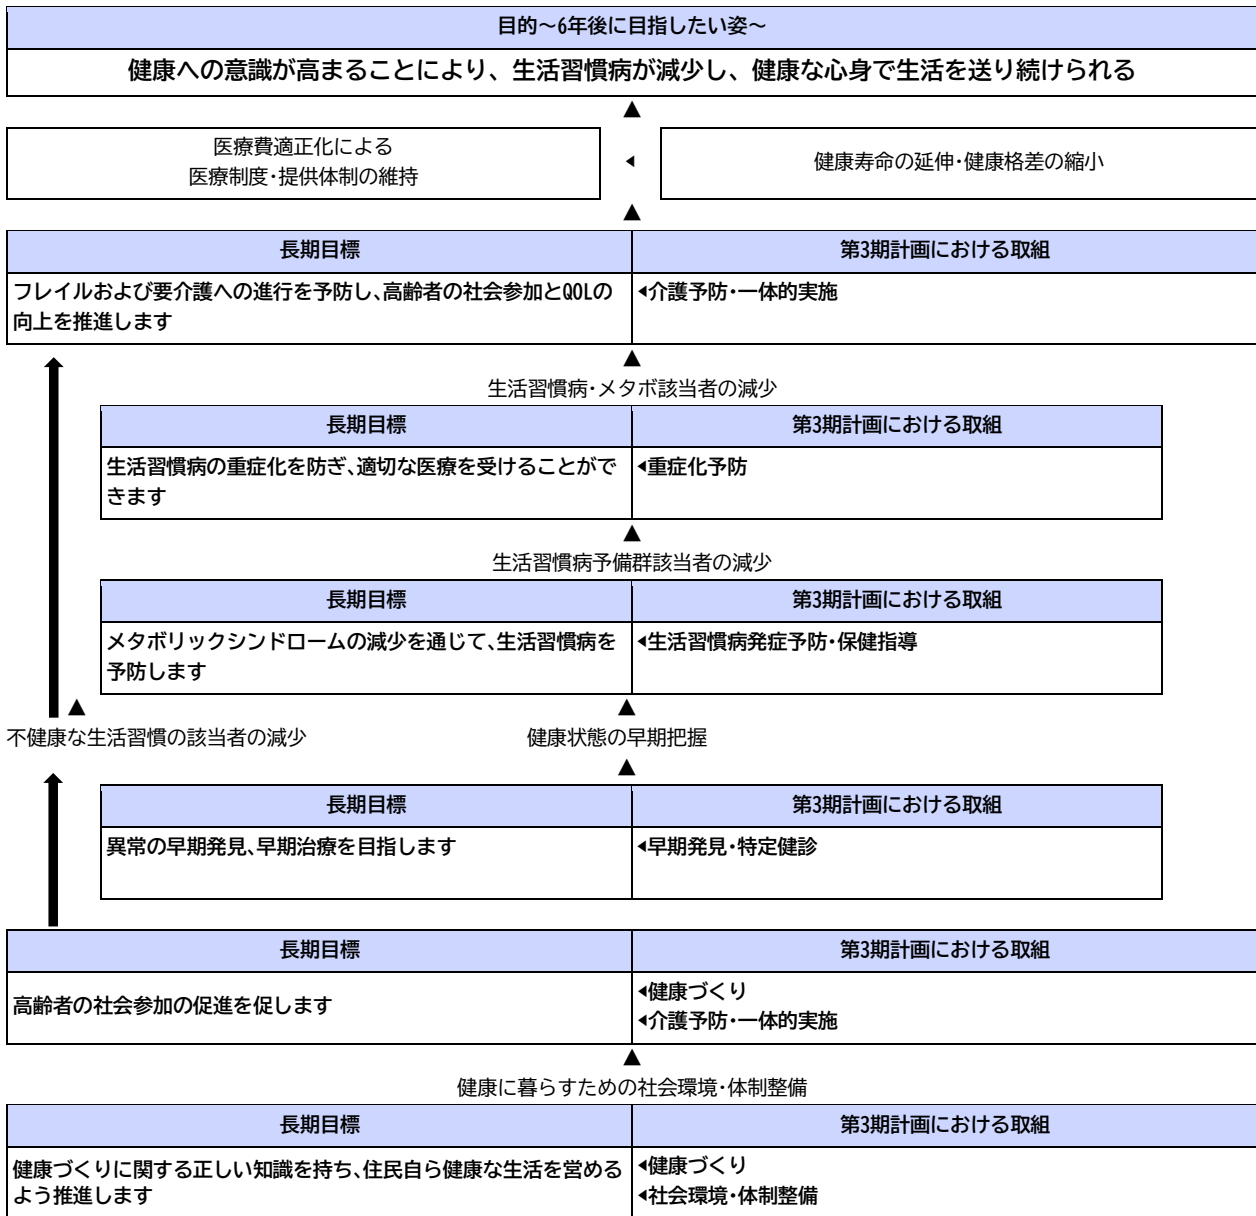 目的～6年後に目指したい姿～
健康への意識が高まることにより、生活習慣病が減少し、健康な心身で生活を送り続けられる
▲
医療費適正化による
医療制度・提供体制の維持
◀
健康寿命の延伸・健康格差の縮小
▲
長期目標
第3期計画における取組
フレイルおよび要介護への進行を予防し、高齢者の社会参加とQOLの
向上を推進します
◀介護予防・一体的実施
▲
生活習慣病・メタボ該当者の減少
長期目標
第3期計画における取組
生活習慣病の重症化を防ぎ、適切な医療を受けることがで
きます
◀重症化予防
▲
生活習慣病予備群該当者の減少
長期目標
第3期計画における取組
メタボリックシンドロームの減少を通じて、生活習慣病を
予防します
◀生活習慣病発症予防・保健指導
▲
▲
不健康な生活習慣の該当者の減少
健康状態の早期把握
▲
長期目標
第3期計画における取組
異常の早期発見、早期治療を目指します
◀早期発見・特定健診
長期目標
第3期計画における取組
高齢者の社会参加の促進を促します
◀健康づくり
◀介護予防・一体的実施
▲
健康に暮らすための社会環境・体制整備
長期目標
第3期計画における取組
健康づくりに関する正しい知識を持ち、住民自ら健康な生活を営める
よう推進します
◀健康づくり
◀社会環境・体制整備